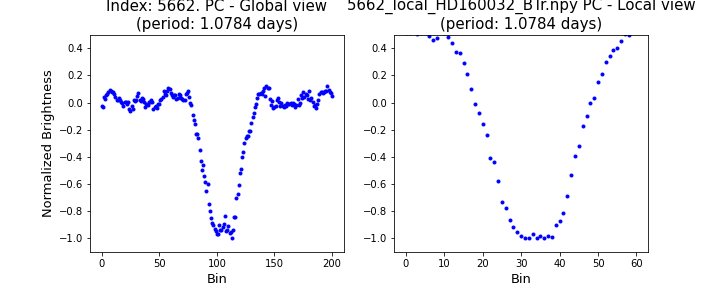 Index: 5662. PC - Global view
(period: 1.0784 days)
5662_local_HD160032_BTr.npy PC - Local view
(period: 1.0784 days)
Normalized Brightness
0.4
0.2
0.0
−0.2
−0.4
−0.6
−0.8
−1.0
0 50 100 150 200
Bin
0.4
0.2
0.0
−0.2
−0.4
−0.6
−0.8
−1.0
0 10 20 30 40 50 60
Bin